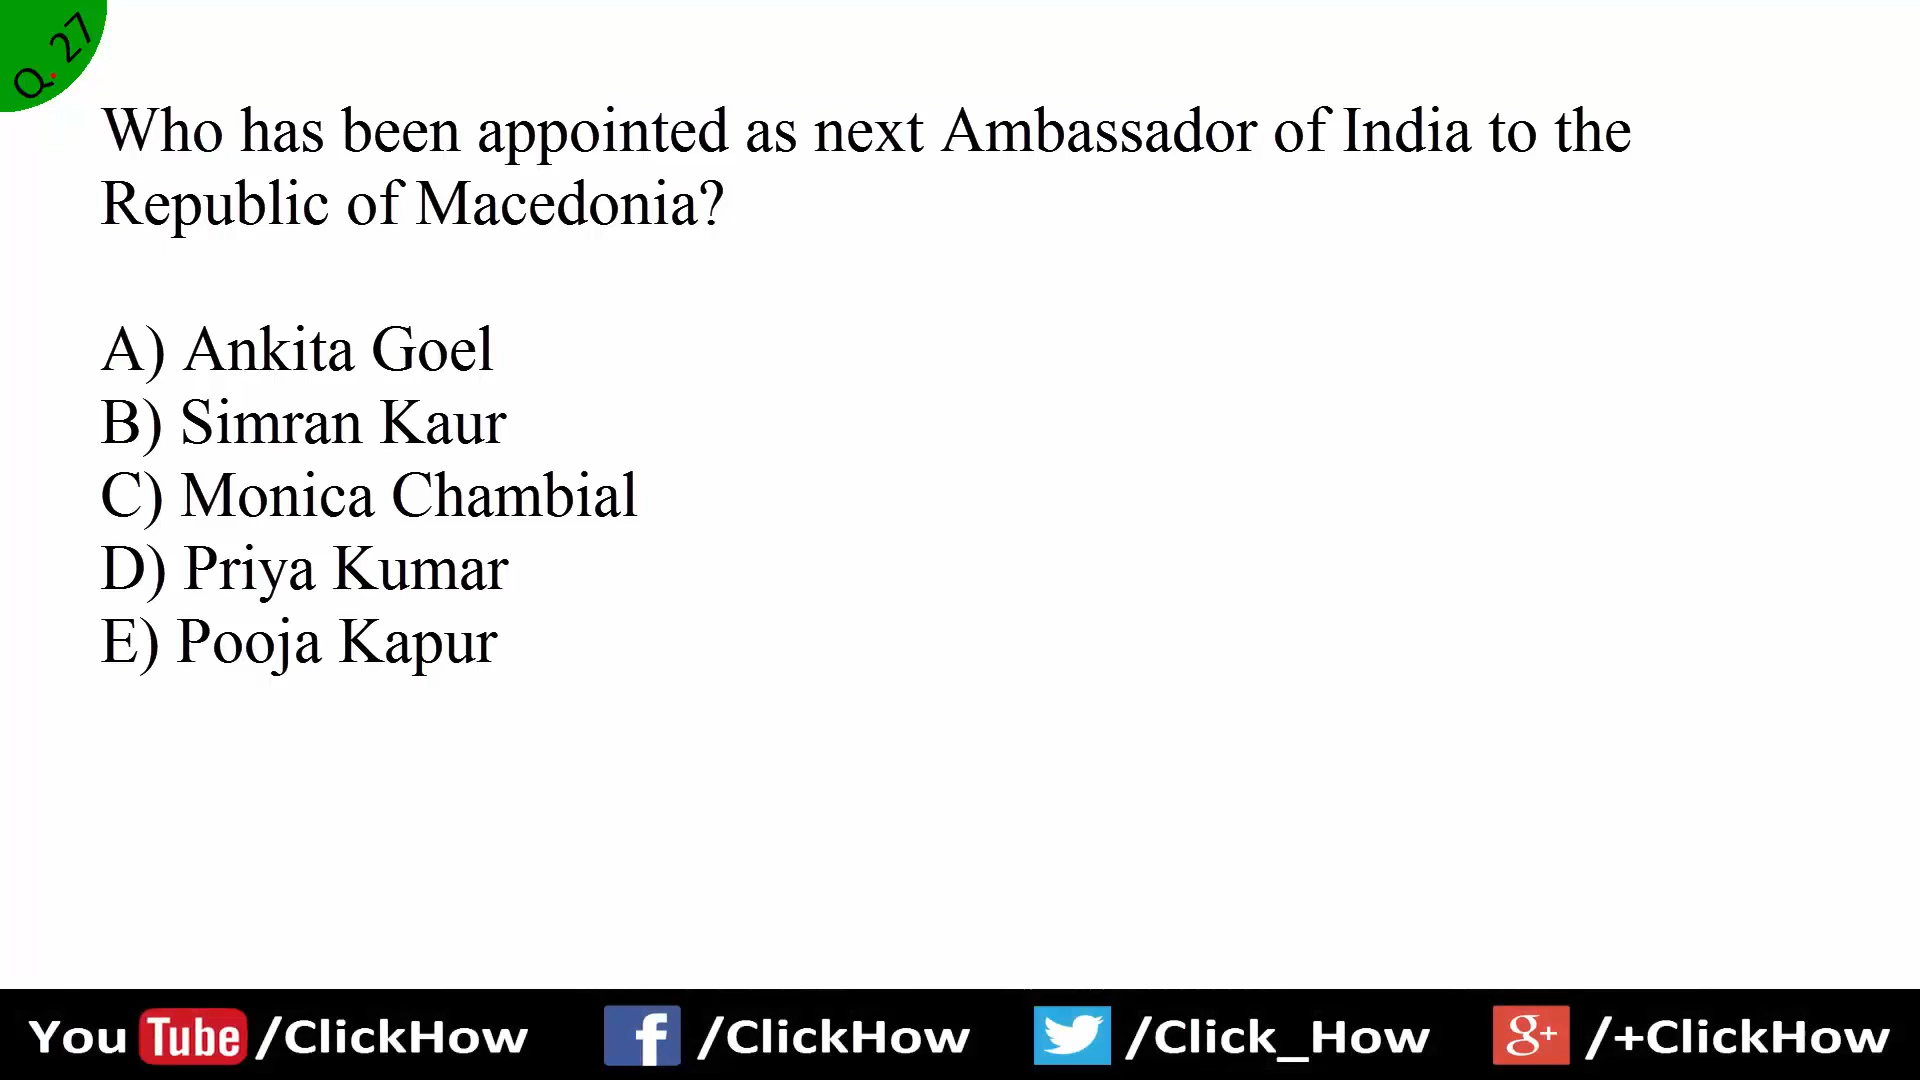 Q. 27
Who has been appointed as next Ambassador of India to the
Republic of Macedonia?
A) Ankita Goel
B) Simran Kaur
C) Monica Chambial
D) Priya Kumar
E) Pooja Kapur
You Tube /ClickHow f /ClickHow /Click_How g+ /+ClickHow